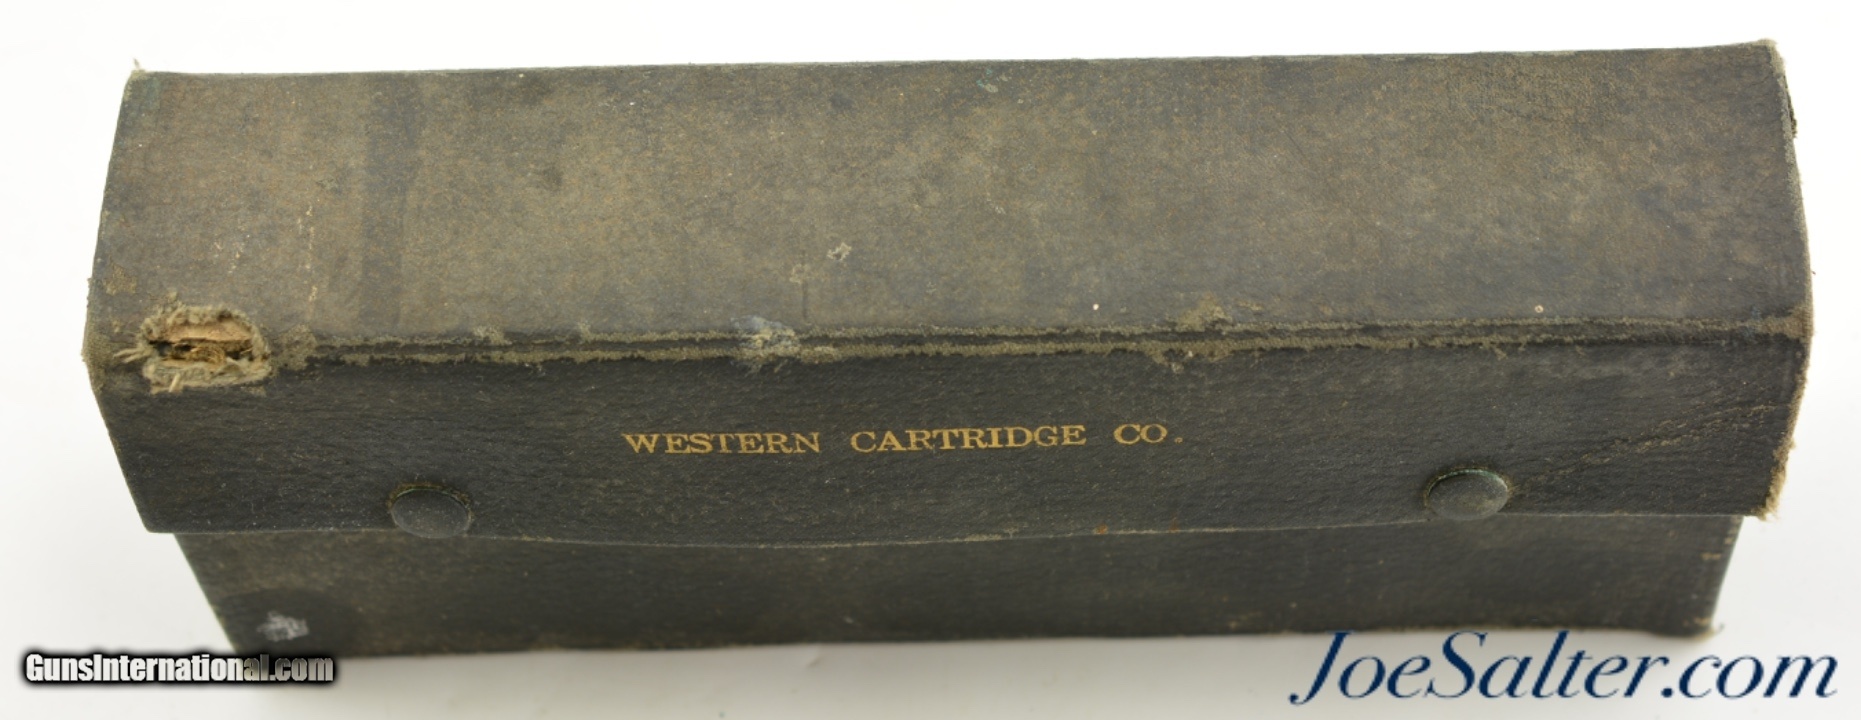 WESTERN CARTRIDGE CO.
GunsInternational.com
JoeSalter.com